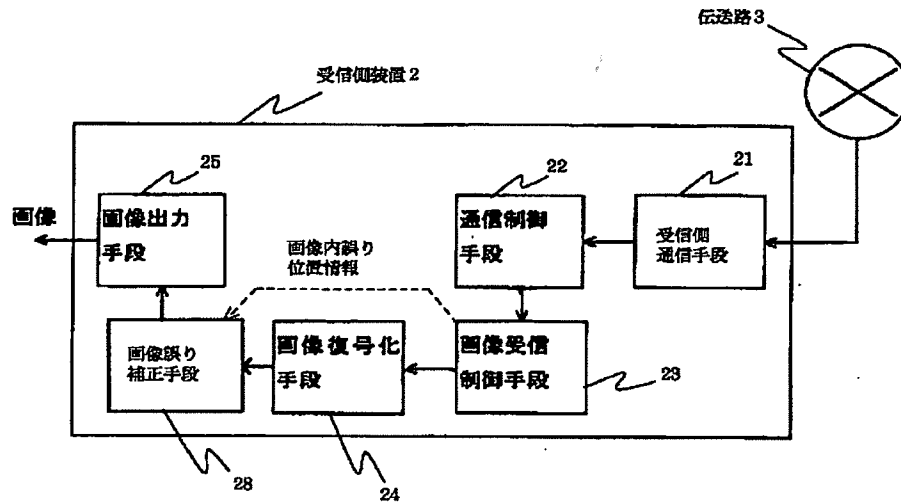 伝送路3
受信側装置2
25
22
21
画像
画像出力
手段
画像内誤り
位置情報
通信制御
手段
受信側
通信手段
画像誤り
補正手段
画像復号化
手段
画像受信
制御手段
23
28
24